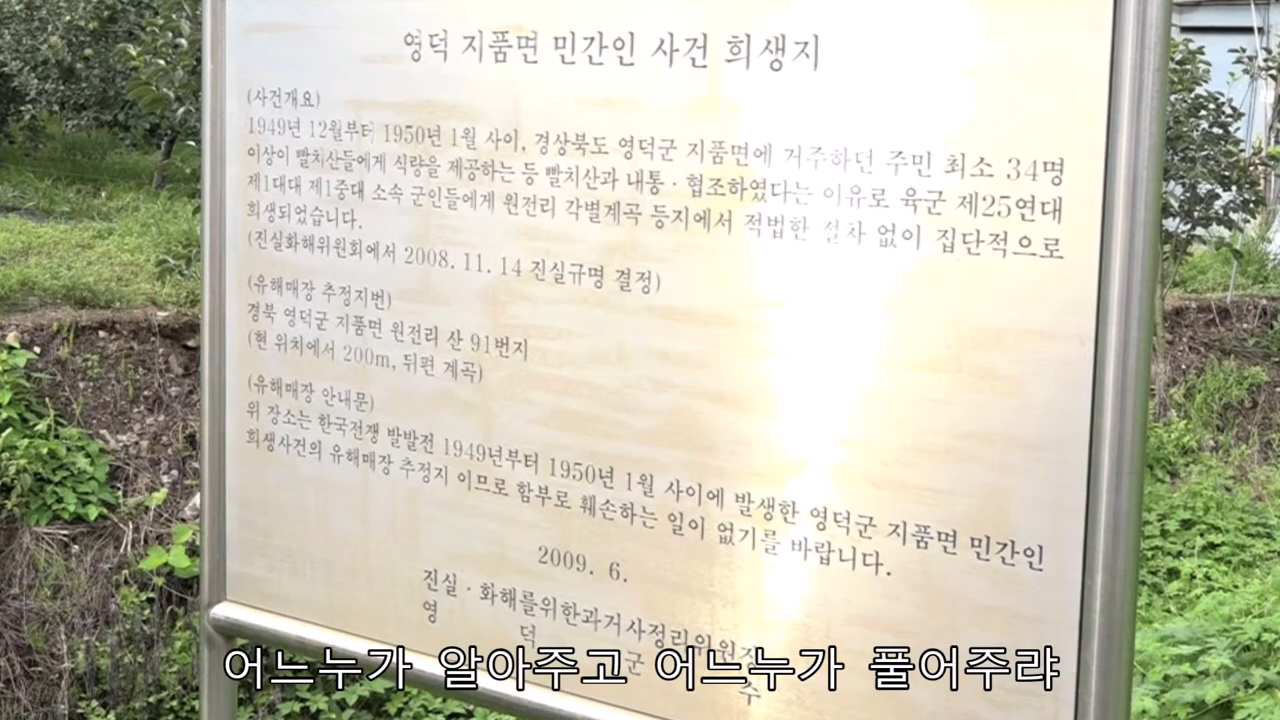 영덕 지품면 민간인 사건 희생지
(사건개요)
1949년 12월부터 1950년 1월 사이, 경상북도 영덕군 지품면에 거주하던 주민 최소 34명
이상이 빨치산들에게 식량을 제공하는 등 빨치산과 내통·협조하였다는 이유로 육군 제25연대
제1대대 제1중대 소속 군인들에게 원전리 각별계곡 등지에서 적법한 절차 없이 집단적으로
희생되었습니다.
(진실화해위원회에서 2008. 11. 14 진실규명 결정)
(유해매장 추정지번)
경북 영덕군 지품면 원전리 산 91번지
(현 위치에서 200m, 뒤편 계곡)
(유해매장 안내문)
위 장소는 한국전쟁 발발전 1949년부터 1950년 1월 사이에 발생한 영덕군 지품면 민간인
희생사건의 유해매장 추정지 이므로 함부로 훼손하는 일이 없기를 바랍니다.
2009. 6.
진실·화해를위한과거사정리위원장
영 덕 군 수
어느누가 알아주고 어느누가 풀어주랴